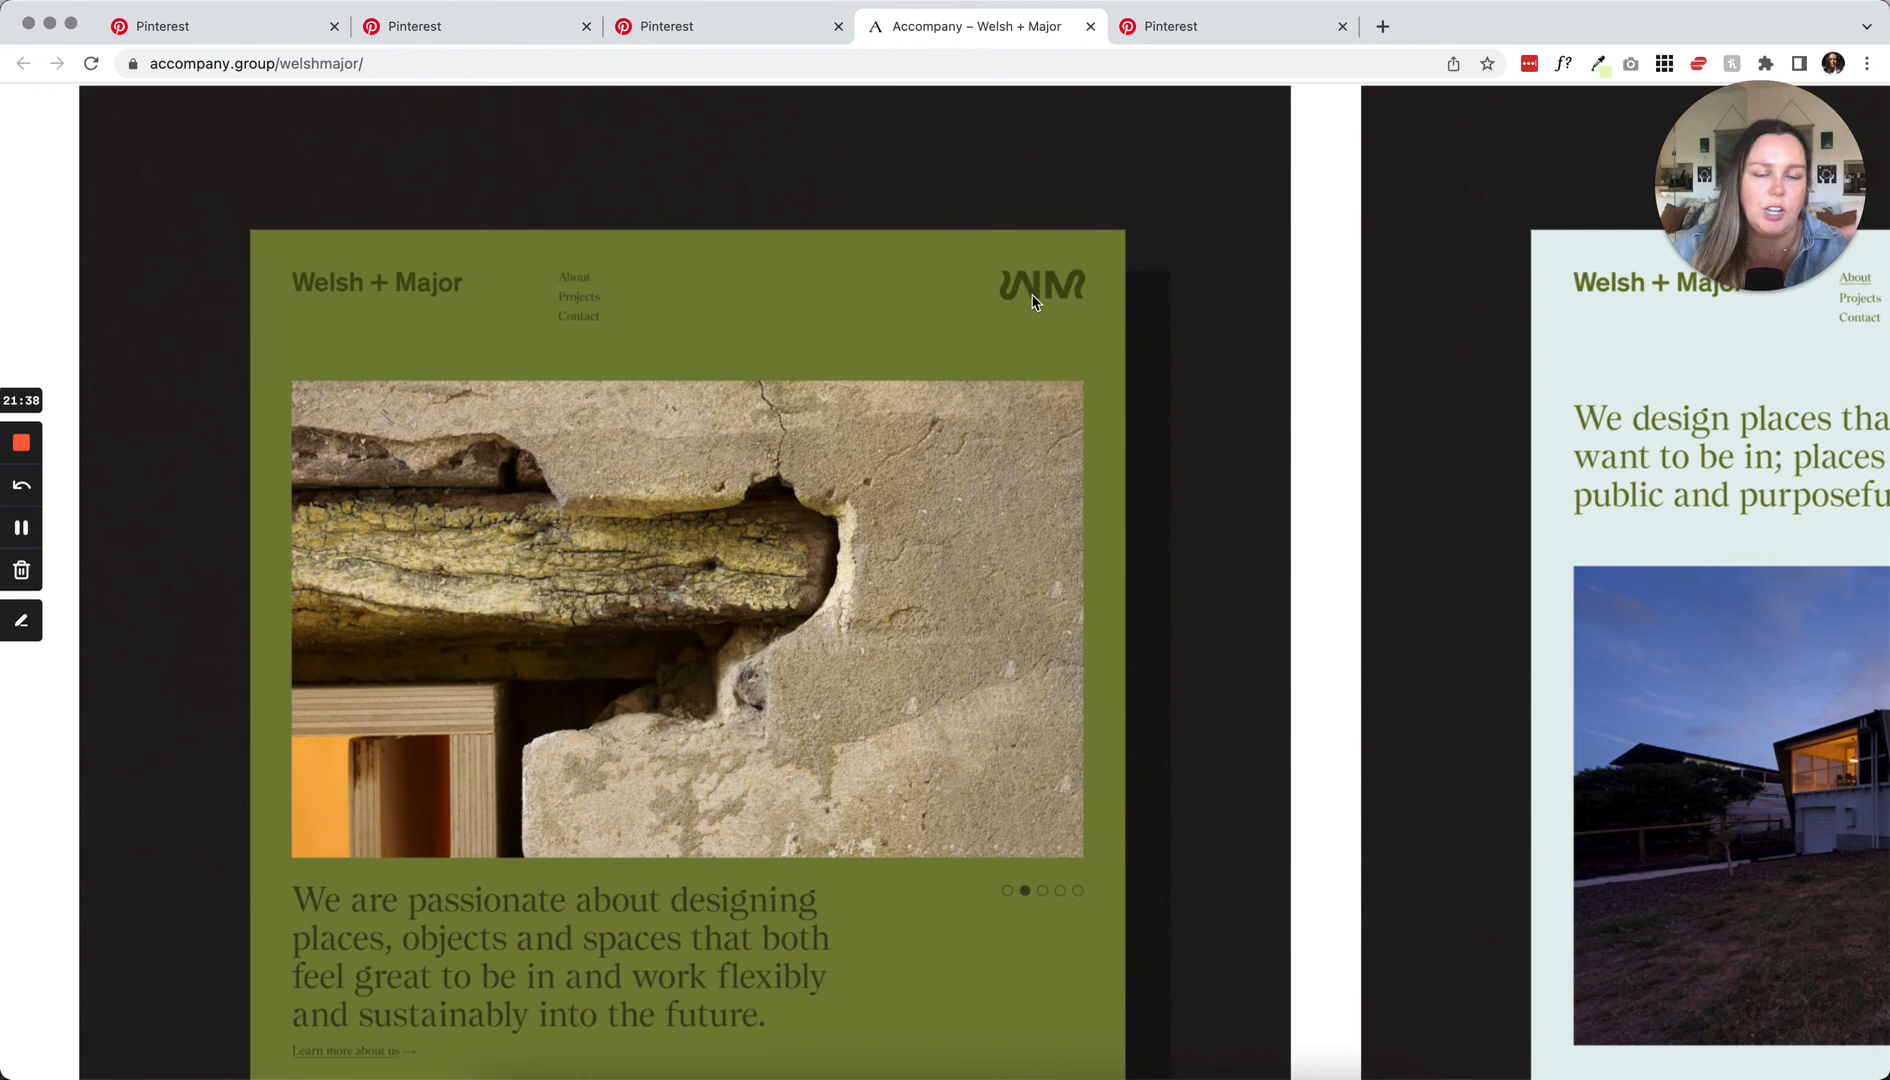 Pinterest
Pinterest
Pinterest
Accompany – Welsh + Major
Pinterest
accompany.group/welshmajor/
f?
Welsh + Major
About
Projects
Contact
WM
21:38
We are passionate about designing
places, objects and spaces that both
feel great to be in and work flexibly
and sustainably into the future.
Learn more about us →
Welsh + Major
About
Projects
Contact
We design places tha
want to be in; places
public and purposefu